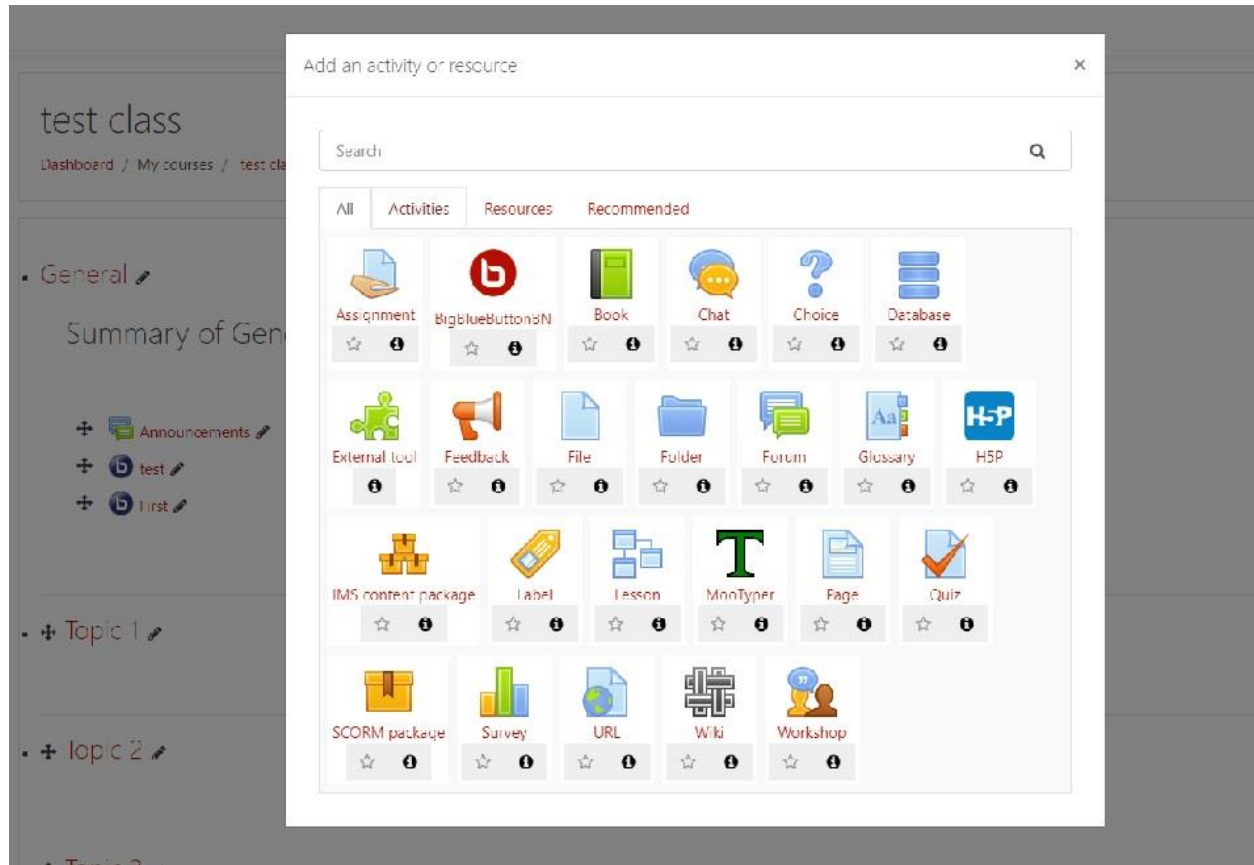 Add an activity or resource ×
test class
Dashboard / My courses / test cla
Search
All Activities Resources Recommended
General
Summary of Gen
Assignment BigBlueButtonBN Book Chat Choice Database
Announcements
test
First
External tool Feedback File Folder Forum Glossary H5P
H5P
Aa
IMS content package Label Lesson MooTyper Page Quiz
T
Topic 1
SCORM package Survey URL Wiki Workshop
Topic 2